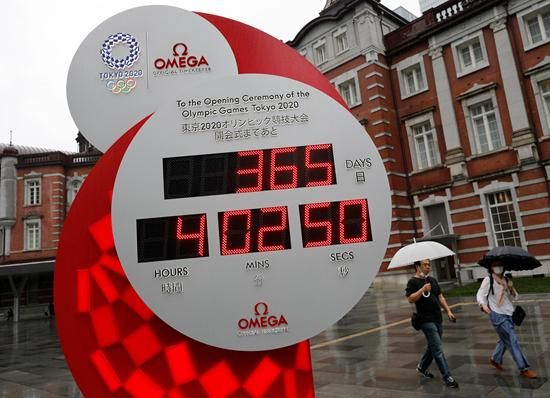 TOKYO 2020
Ω
OMEGA
OFFICIAL TIMEKEEPER
To the Opening Ceremony of the
Olympic Games Tokyo 2020
東京2020オリンピック競技大会
開会式まであと
365 DAYS
日
4 02 50
HOURS MINS SECS
時間 分 秒
Ω
OMEGA
OFFICIAL TIMEKEEPER